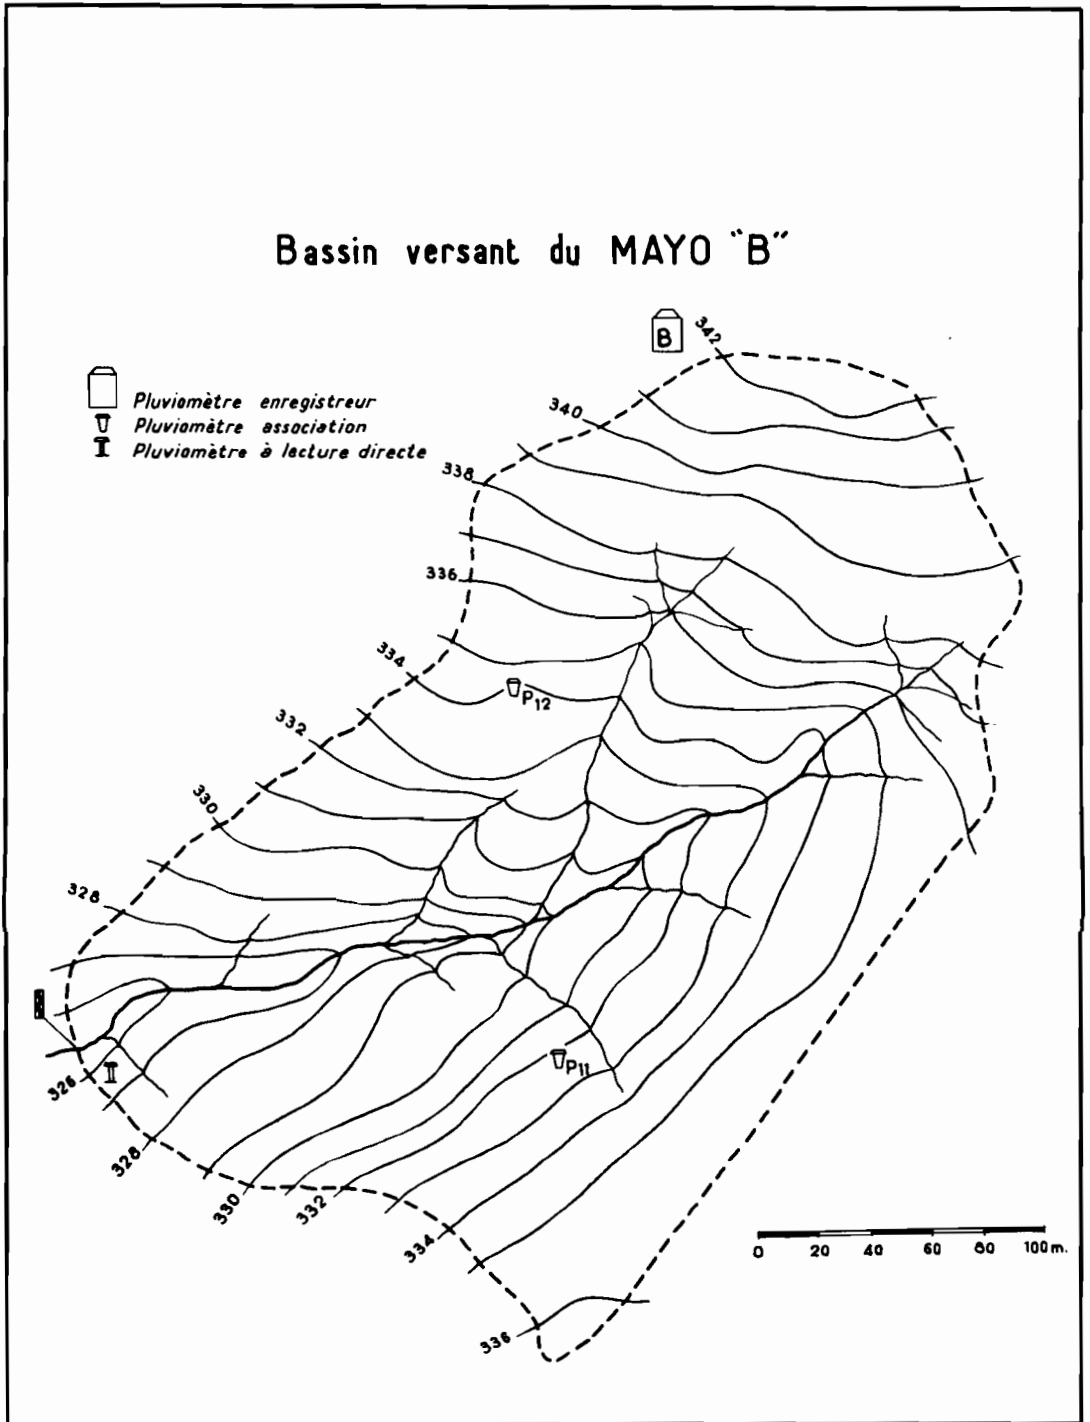 Bassin versant du MAYO "B"
B
342
Pluviomètre enregistreur
Pluviomètre association
Pluviomètre à lecture directe
340
338
336
334
P12
332
330
328
P11
326
328
330
332
334
336
0 20 40 60 80 100 m.